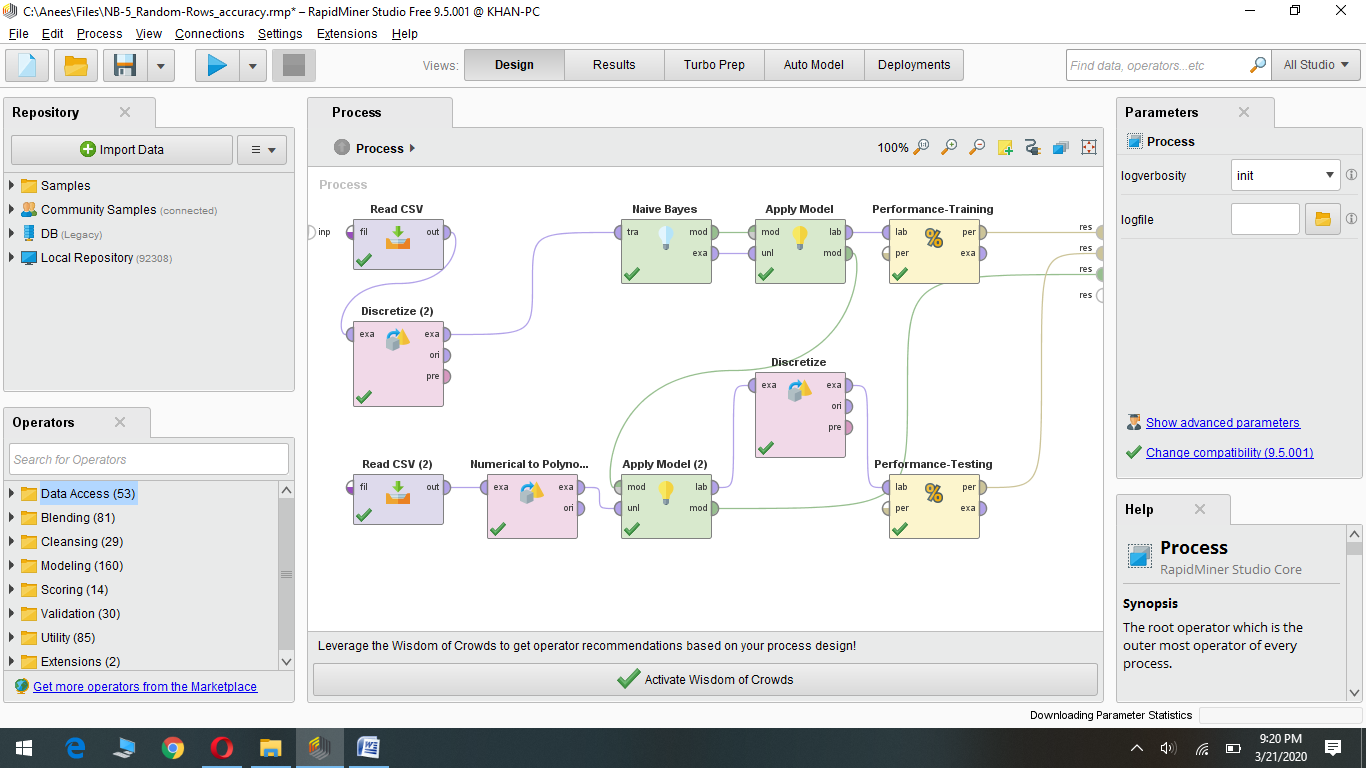 C:\Anees\Files\NB-5_Random-Rows_accuracy.rmp* – RapidMiner Studio Free 9.5.001 @ KHAN-PC
File Edit Process View Connections Settings Extensions Help
Views: Design Results Turbo Prep Auto Model Deployments
Find data, operators...etc
All Studio
Repository
Import Data
Samples
Community Samples (connected)
DB (Legacy)
Local Repository (92308)
Operators
Search for Operators
Data Access (53)
Blending (81)
Cleansing (29)
Modeling (160)
Scoring (14)
Validation (30)
Utility (85)
Extensions (2)
Get more operators from the Marketplace
Process
Process
100%
Process
Read CSV
inp
fil out
Naive Bayes
tra mod
exa
Apply Model
mod lab
unl mod
Performance-Training
lab per
per exa
res
res
res
res
Discretize (2)
exa exa
ori
pre
Discretize
exa exa
ori
pre
Read CSV (2)
fil out
Numerical to Polyno...
exa exa
ori
Apply Model (2)
mod lab
unl mod
Performance-Testing
lab per
per exa
Leverage the Wisdom of Crowds to get operator recommendations based on your process design!
Activate Wisdom of Crowds
Parameters
Process
logverbosity init
logfile
Show advanced parameters
Change compatibility (9.5.001)
Help
Process
RapidMiner Studio Core
Synopsis
The root operator which is the
outer most operator of every
process.
Downloading Parameter Statistics
9:20 PM
3/21/2020